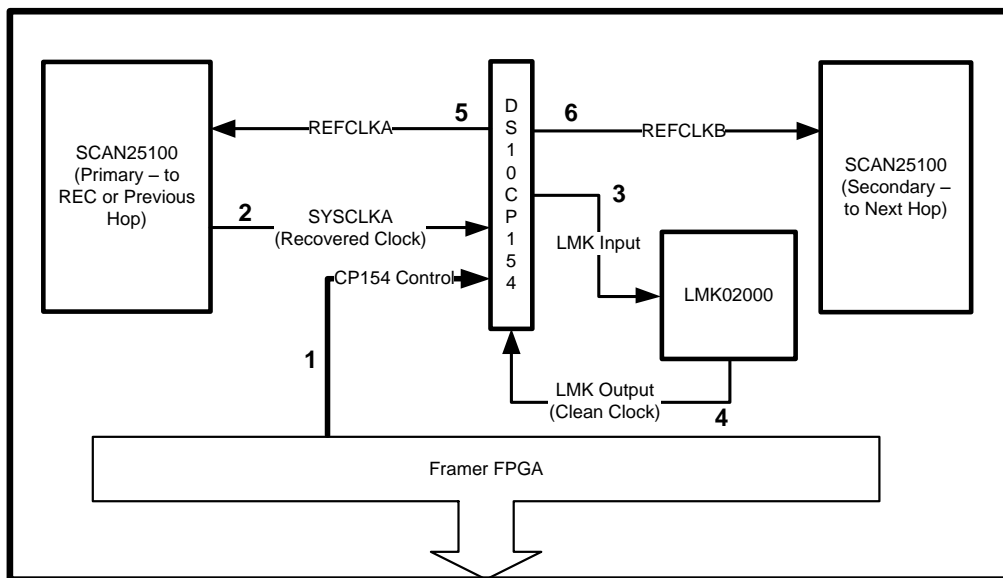 SCAN25100
(Primary – to
REC or Previous
Hop)
REFCLKA
5
2
SYSCLKA
(Recovered Clock)
CP154 Control
1
D
S
1
0
C
P
1
5
4
6
REFCLKB
3
LMK Input
LMK02000
SCAN25100
(Secondary –
to Next Hop)
LMK Output
(Clean Clock)
4
Framer FPGA